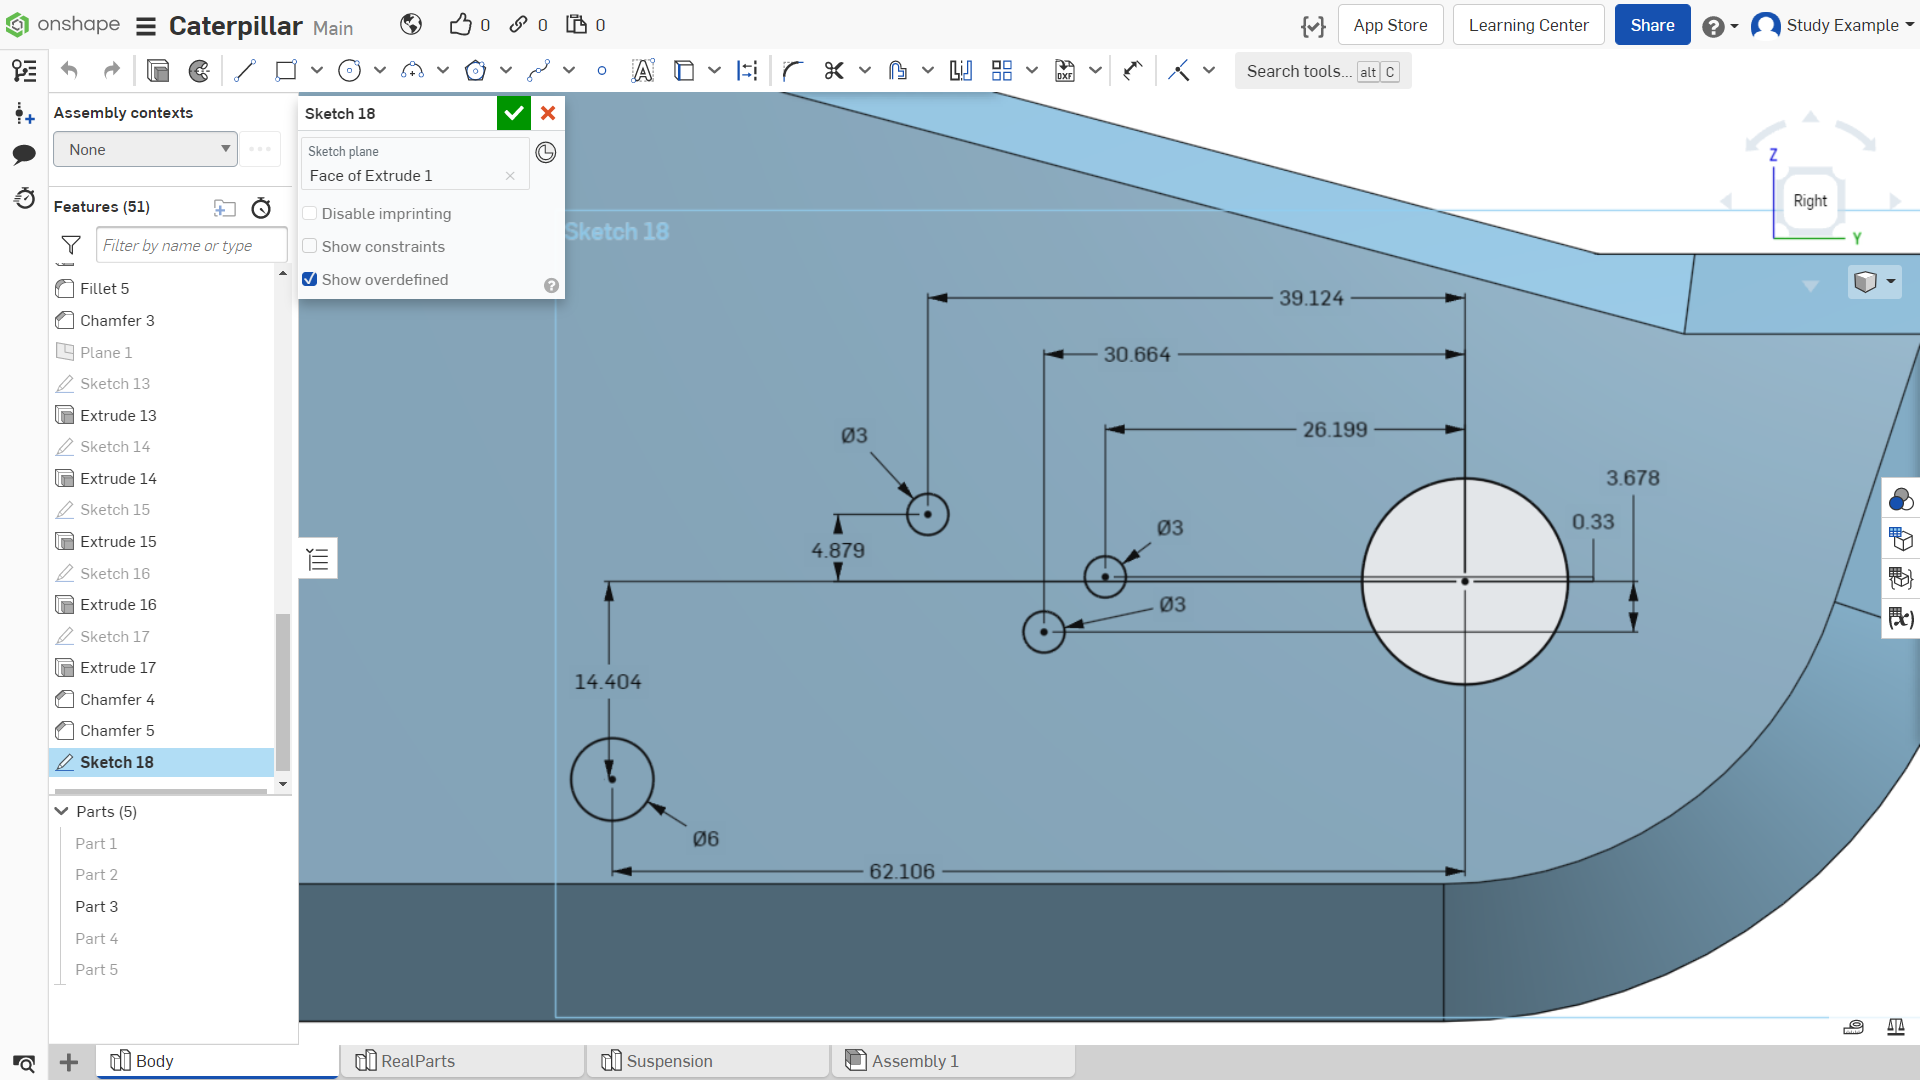 onshape
Caterpillar Main
0
0
0
App Store
Learning Center
Share
Study Example
Search tools... alt C
Assembly contexts
None
Features (51)
Filter by name or type
Fillet 5
Chamfer 3
Plane 1
Sketch 13
Extrude 13
Sketch 14
Extrude 14
Sketch 15
Extrude 15
Sketch 16
Extrude 16
Sketch 17
Extrude 17
Chamfer 4
Chamfer 5
Sketch 18
Parts (5)
Part 1
Part 2
Part 3
Part 4
Part 5
Sketch 18
Sketch plane
Face of Extrude 1
Disable imprinting
Show constraints
Show overdefined
Sketch 18
39.124
30.664
26.199
Ø3
3.678
0.33
Ø3
4.879
Ø3
14.404
Ø6
62.106
Z
Right
Y
Body
RealParts
Suspension
Assembly 1